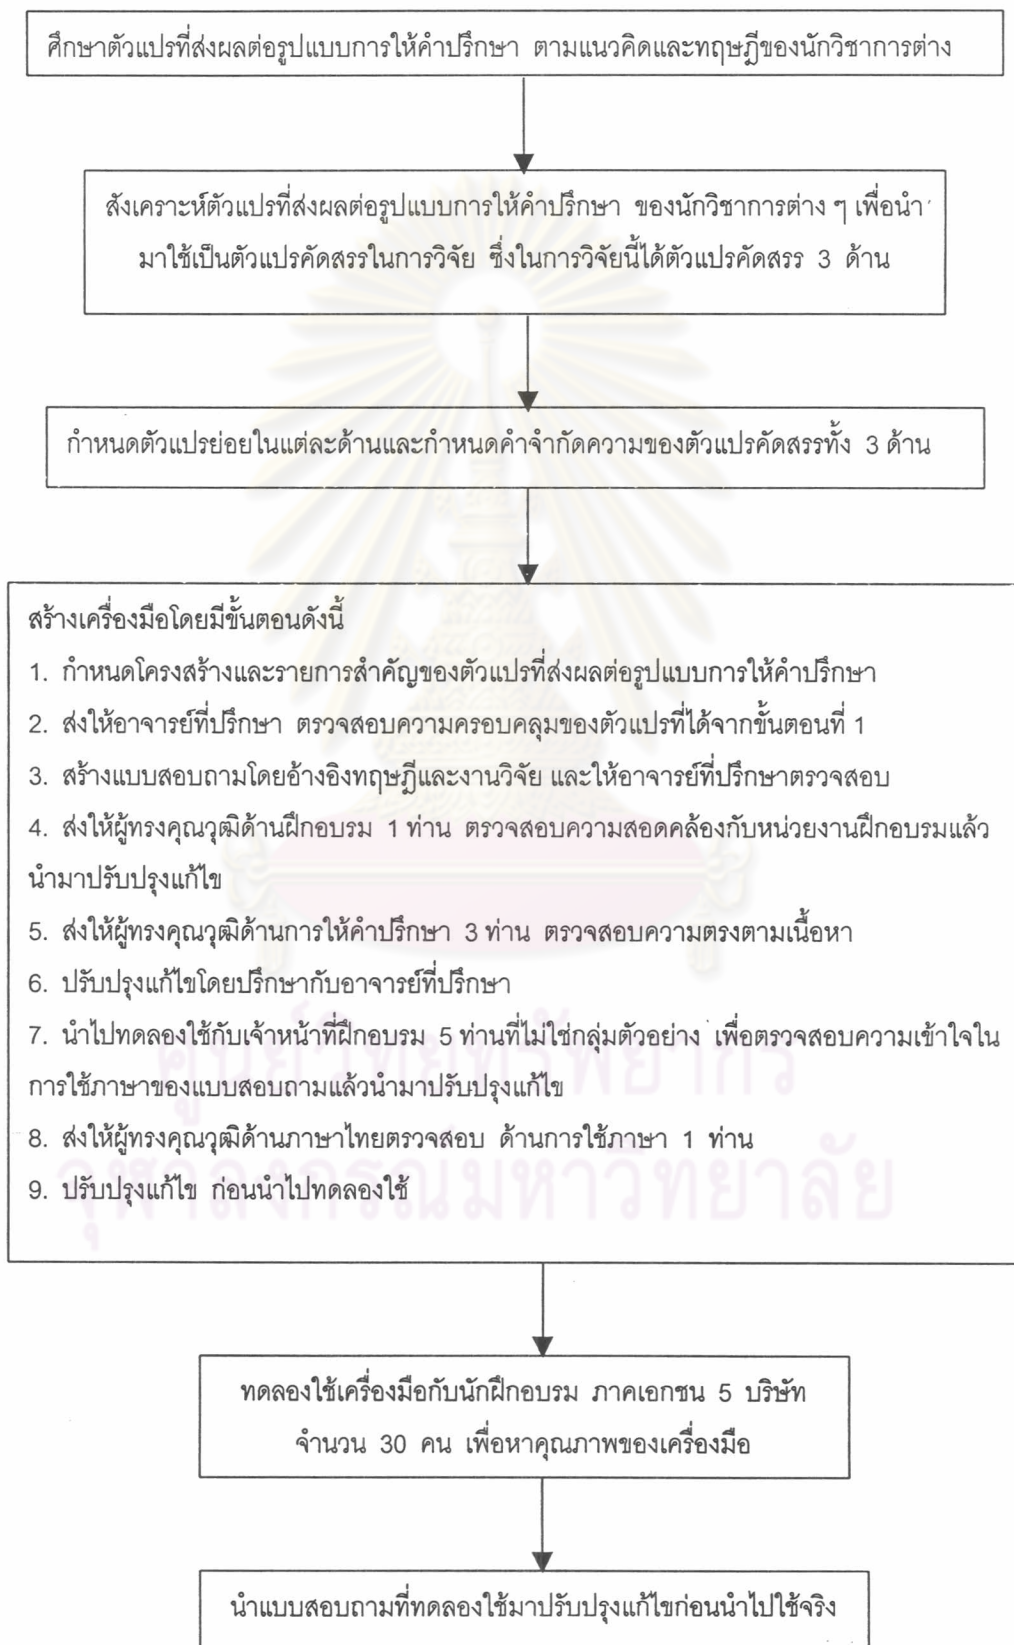 ศึกษาตัวแปรที่ส่งผลต่อรูปแบบการให้คำปรึกษา ตามแนวคิดและทฤษฎีของนักวิชาการต่าง
สังเคราะห์ตัวแปรที่ส่งผลต่อรูปแบบการให้คำปรึกษา ของนักวิชาการต่าง ๆ เพื่อนำ
มาใช้เป็นตัวแปรคัดสรรในการวิจัย ซึ่งในการวิจัยนี้ได้ตัวแปรคัดสรร 3 ด้าน
กำหนดตัวแปรย่อยในแต่ละด้านและกำหนดคำจำกัดความของตัวแปรคัดสรรทั้ง 3 ด้าน
สร้างเครื่องมือโดยมีขั้นตอนดังนี้
1. กำหนดโครงสร้างและรายการสำคัญของตัวแปรที่ส่งผลต่อรูปแบบการให้คำปรึกษา
2. ส่งให้อาจารย์ที่ปรึกษา ตรวจสอบความครอบคลุมของตัวแปรที่ได้จากขั้นตอนที่ 1
3. สร้างแบบสอบถามโดยอ้างอิงทฤษฎีและงานวิจัย และให้อาจารย์ที่ปรึกษาตรวจสอบ
4. ส่งให้ผู้ทรงคุณวุฒิด้านฝึกอบรม 1 ท่าน ตรวจสอบความสอดคล้องกับหน่วยงานฝึกอบรมแล้ว
นำมาปรับปรุงแก้ไข
5. ส่งให้ผู้ทรงคุณวุฒิด้านการให้คำปรึกษา 3 ท่าน ตรวจสอบความตรงตามเนื้อหา
6. ปรับปรุงแก้ไขโดยปรึกษากับอาจารย์ที่ปรึกษา
7. นำไปทดลองใช้กับเจ้าหน้าที่ฝึกอบรม 5 ท่านที่ไม่ใช่กลุ่มตัวอย่าง เพื่อตรวจสอบความเข้าใจใน
ศูนย์วิทยทรัพยากร
การใช้ภาษาของแบบสอบถามแล้วนำมาปรับปรุงแก้ไข
8. ส่งให้ผู้ทรงคุณวุฒิด้านภาษาไทยตรวจสอบ ด้านการใช้ภาษา 1 ท่าน
จุฬาลงกรณ์มหาวิทยาลัย
9. ปรับปรุงแก้ไข ก่อนนำไปทดลองใช้
ทดลองใช้เครื่องมือกับนักฝึกอบรม ภาคเอกชน 5 บริษัท
จำนวน 30 คน เพื่อหาคุณภาพของเครื่องมือ
นำแบบสอบถามที่ทดลองใช้มาปรับปรุงแก้ไขก่อนนำไปใช้จริง